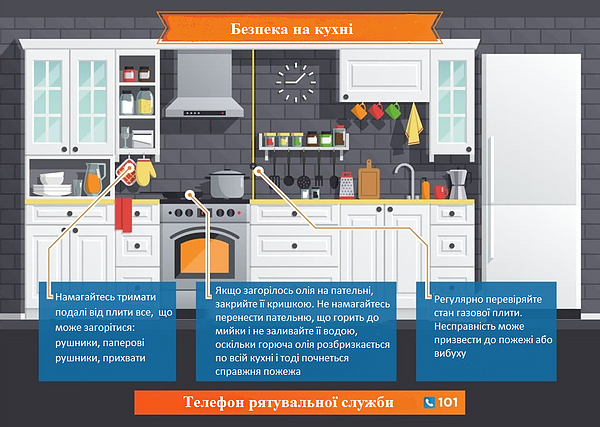 Безпека на кухні
Намагайтесь тримати
подалі від плити все, що
може загорітися:
рушники, паперові
рушники, прихвати
Якщо загорілось олія на пательні,
закрийте її кришкою. Не намагайтесь
перенести пательню, що горить до
мийки і не заливайте її водою,
оскільки горюча олія розбризкається
по всій кухні і тоді почнеться
справжня пожежа
Регулярно перевіряйте
стан газової плити.
Несправність може
призвести до пожежі або
вибуху
Телефон рятувальної служби 101